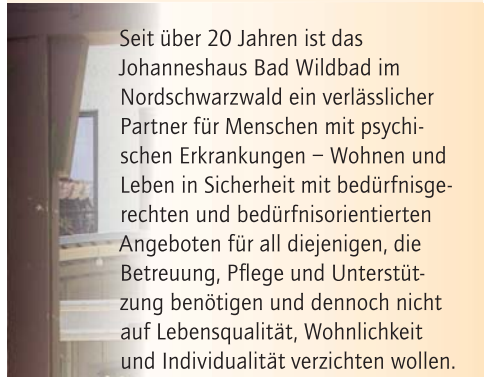 Seit über 20 Jahren ist das
Johanneshaus Bad Wildbad im
Nordschwarzwald ein verlässlicher
Partner für Menschen mit psychi-
schen Erkrankungen – Wohnen und
Leben in Sicherheit mit bedürfnisge-
rechten und bedürfnisorientierten
Angeboten für all diejenigen, die
Betreuung, Pflege und Unterstüt-
zung benötigen und dennoch nicht
auf Lebensqualität, Wohnlichkeit
und Individualität verzichten wollen.